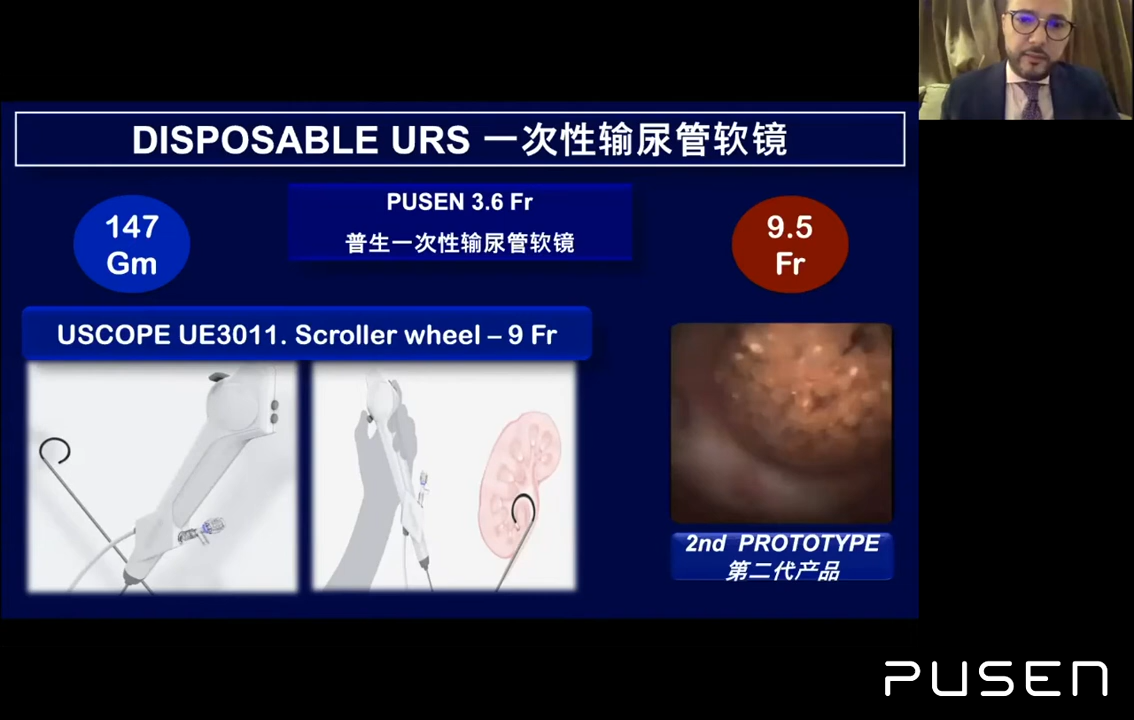 DISPOSABLE URS 一次性输尿管软镜
147
Gm
PUSEN 3.6 Fr
普生一次性输尿管软镜
9.5
Fr
USCOPE UE3011. Scroller wheel – 9 Fr
2nd PROTOTYPE
第二代产品
PUSEN